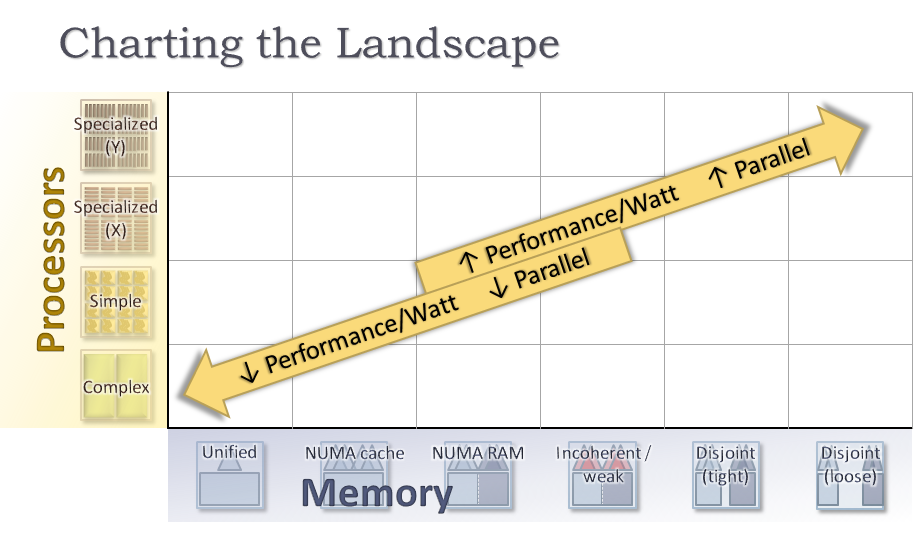 Charting the Landscape
Processors
Specialized
(Y)
Specialized
(X)
Simple
Complex
↑ Performance/Watt ↑ Parallel
↓ Performance/Watt ↓ Parallel
Unified
NUMA cache
NUMA RAM
Incoherent /
weak
Disjoint
(tight)
Disjoint
(loose)
Memory